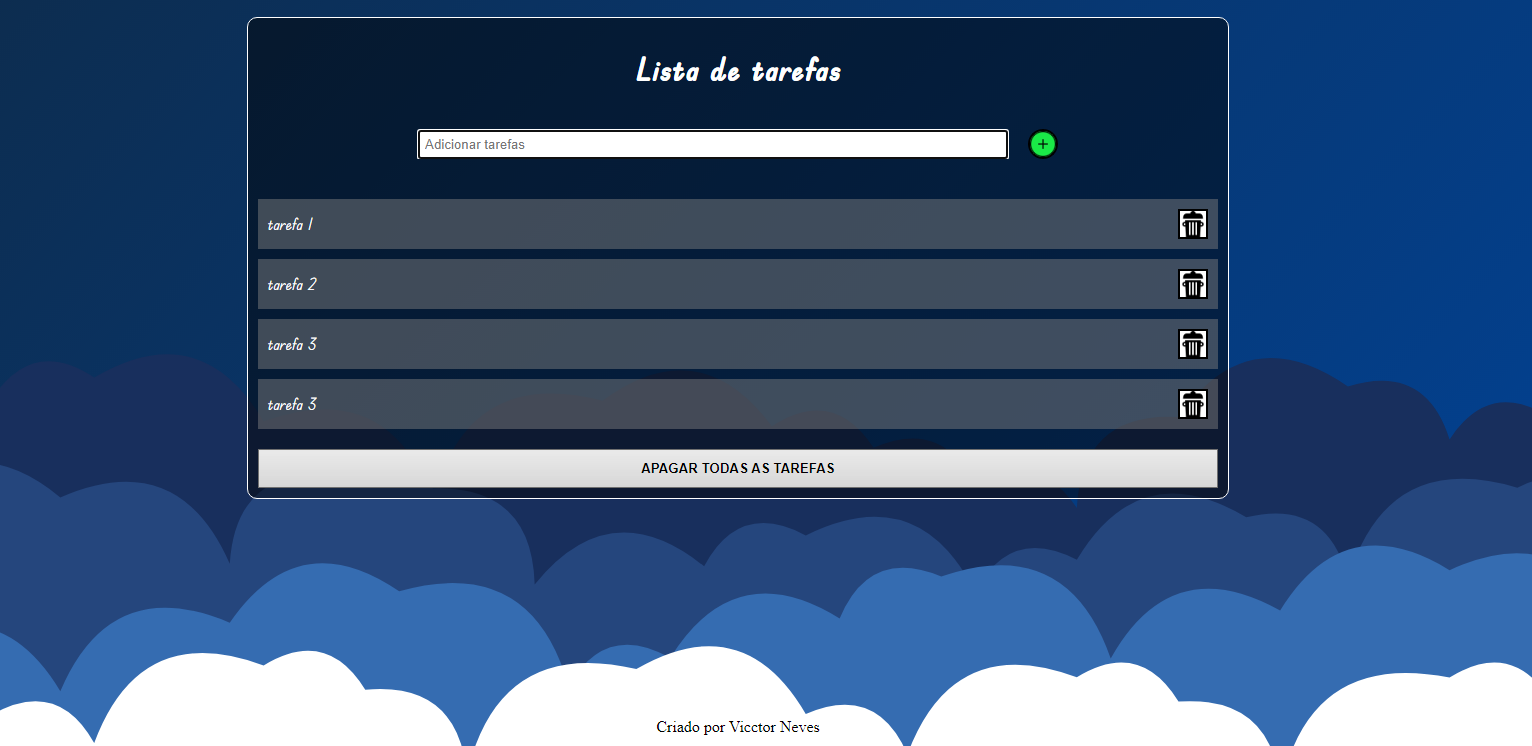 Lista de tarefas
Adicionar tarefas
+
tarefa 1
tarefa 2
tarefa 3
tarefa 3
APAGAR TODAS AS TAREFAS
Criado por Vicctor Neves